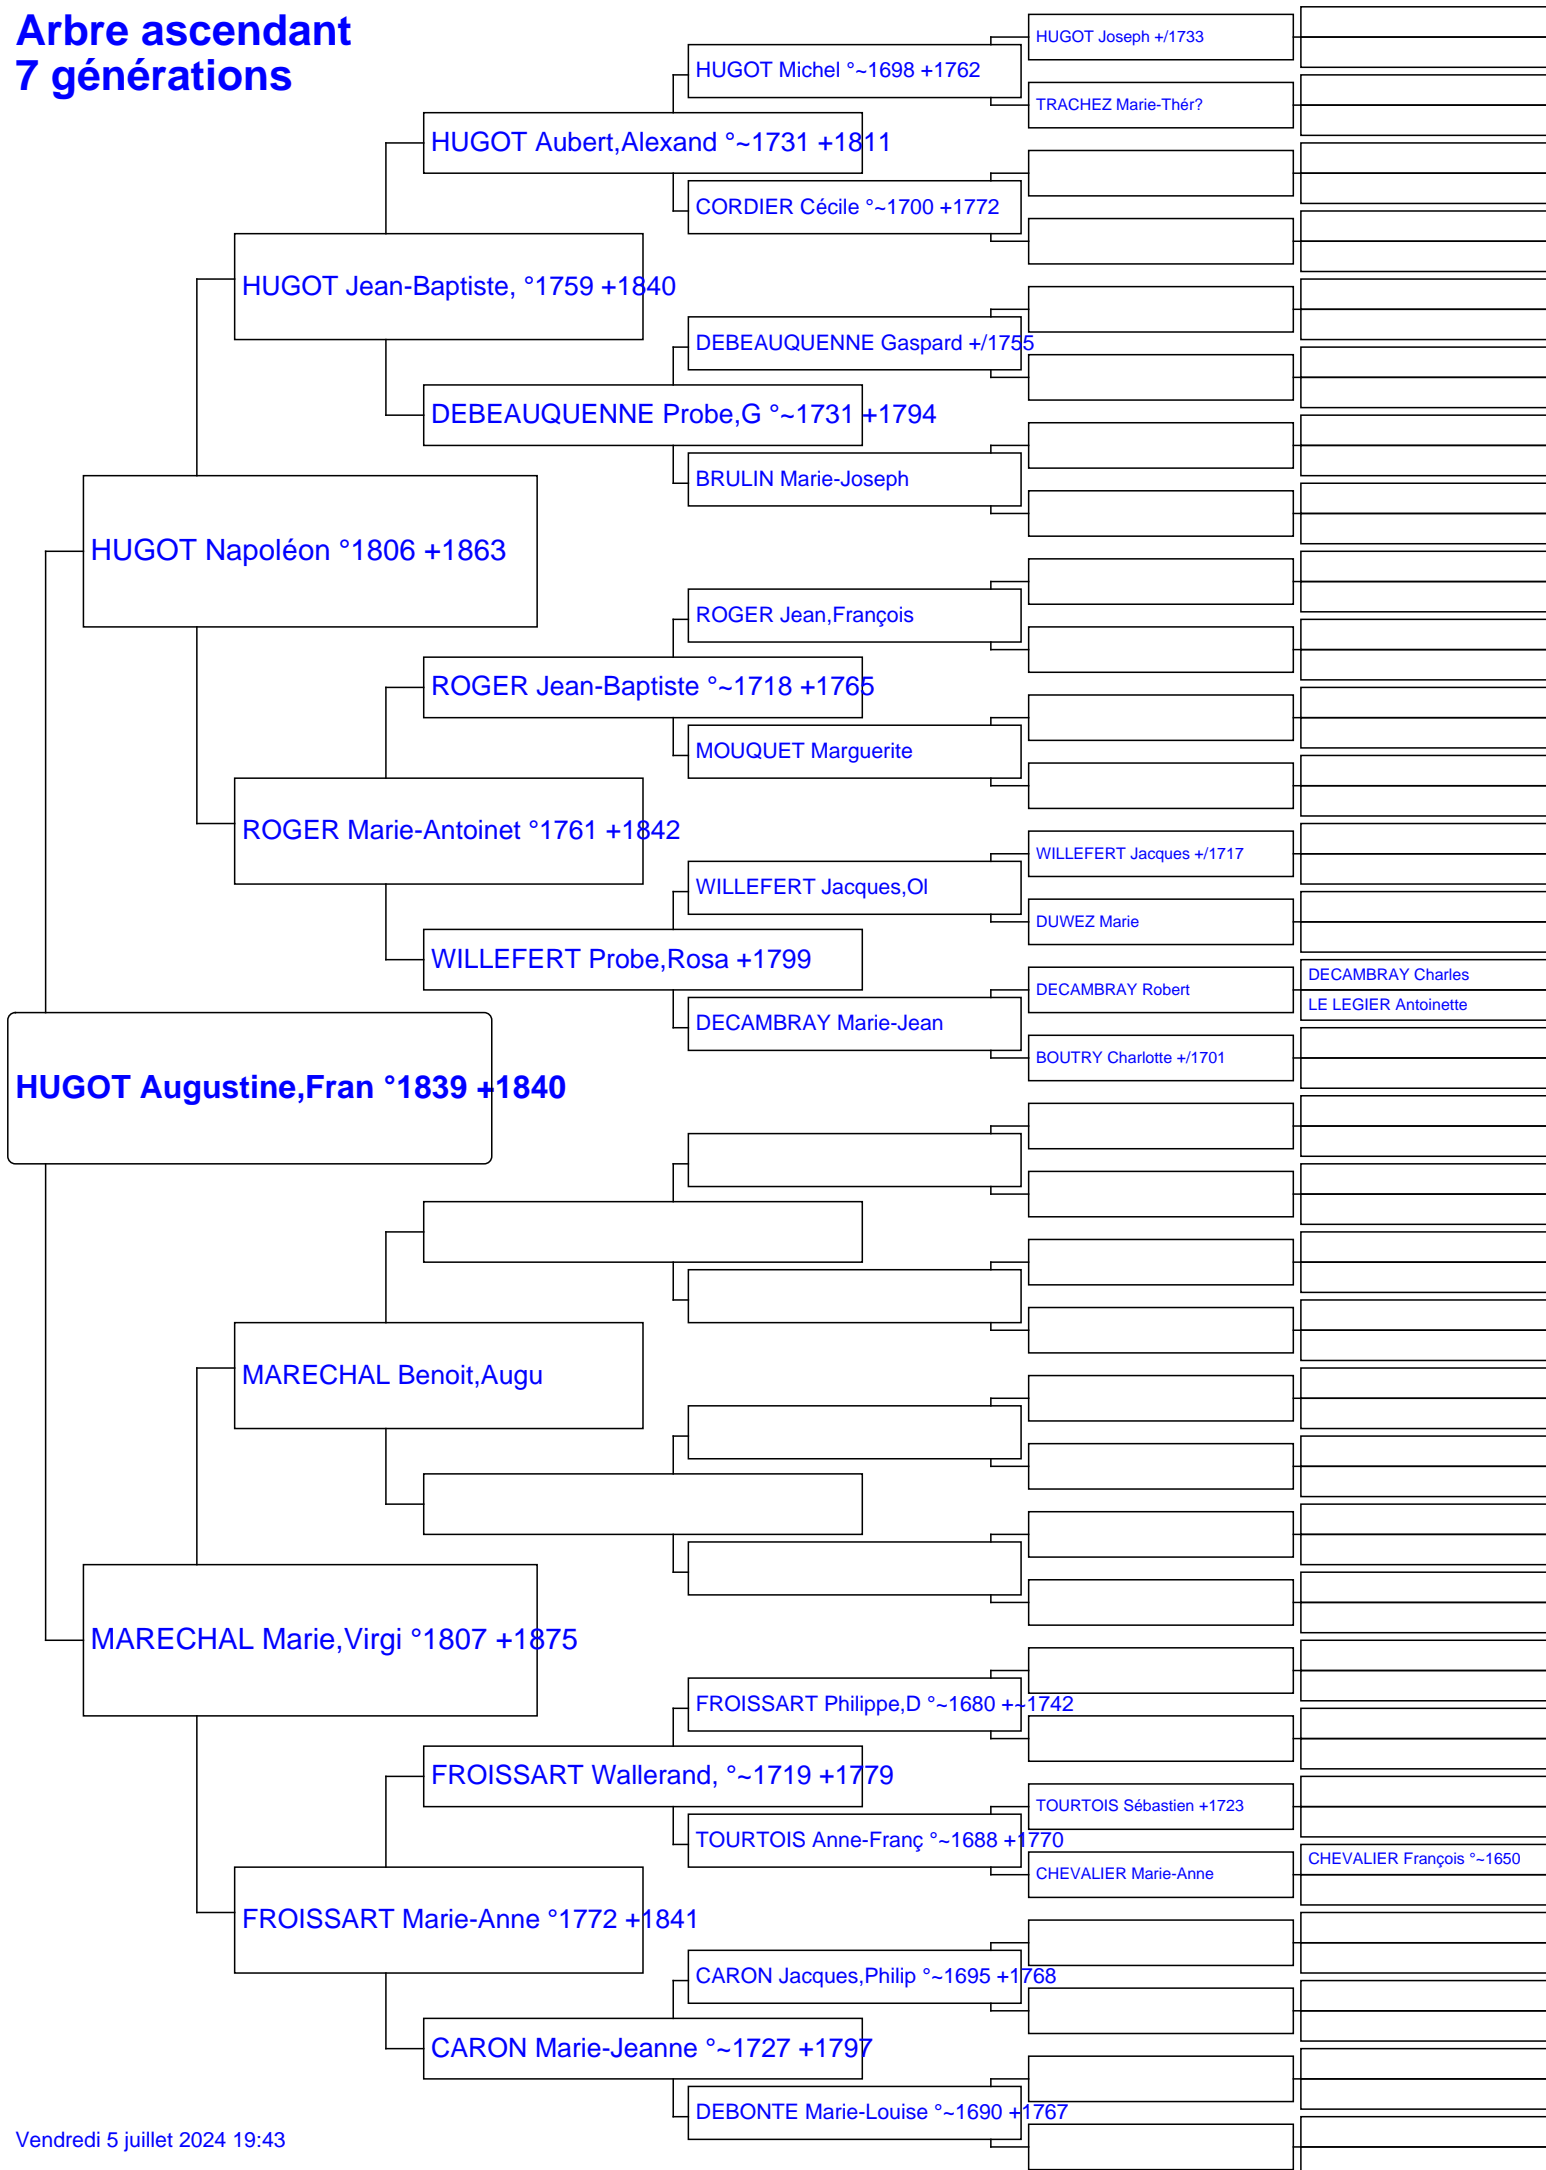 Arbre ascendant
7 générations
HUGOT Joseph +/1733
HUGOT Michel °~1698 +1762
TRACHEZ Marie-Thér?
HUGOT Aubert,Alexand °~1731 +1811
CORDIER Cécile °~1700 +1772
HUGOT Jean-Baptiste, °1759 +1840
DEBEAUQUENNE Gaspard +/1755
DEBEAUQUENNE Probe,G °~1731 +1794
BRULIN Marie-Joseph
HUGOT Napoléon °1806 +1863
ROGER Jean,François
ROGER Jean-Baptiste °~1718 +1765
MOUQUET Marguerite
ROGER Marie-Antoinet °1761 +1842
WILLEFERT Jacques +/1717
WILLEFERT Jacques,Ol
DUWEZ Marie
WILLEFERT Probe,Rosa +1799
DECAMBRAY Charles
DECAMBRAY Robert
LE LEGIER Antoinette
DECAMBRAY Marie-Jean
BOUTRY Charlotte +/1701
HUGOT Augustine,Fran °1839 +1840
MARECHAL Benoit,Augu
MARECHAL Marie,Virgi °1807 +1875
FROISSART Philippe,D °~1680 +~1742
FROISSART Wallerand, °~1719 +1779
TOURTOIS Sébastien +1723
TOURTOIS Anne-Franç °~1688 +1770
CHEVALIER François °~1650
CHEVALIER Marie-Anne
FROISSART Marie-Anne °1772 +1841
CARON Jacques,Philip °~1695 +1768
CARON Marie-Jeanne °~1727 +1797
DEBONTE Marie-Louise °~1690 +1767
Vendredi 5 juillet 2024 19:43